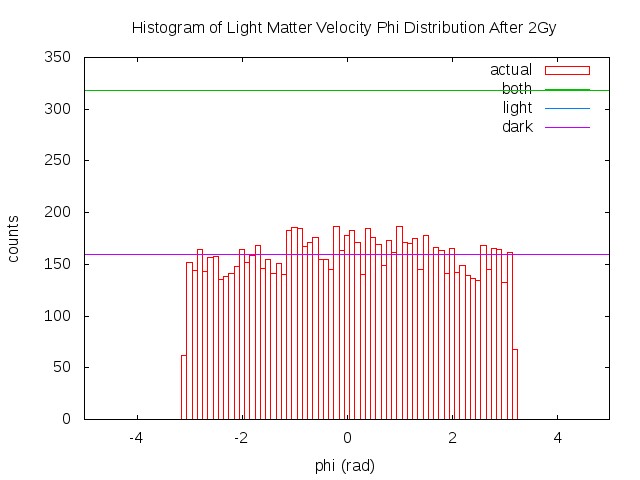 Histogram of Light Matter Velocity Phi Distribution After 2Gy
actual
both
light
dark
350
300
250
200
150
100
50
0
counts
-4 -2 0 2 4
phi (rad)